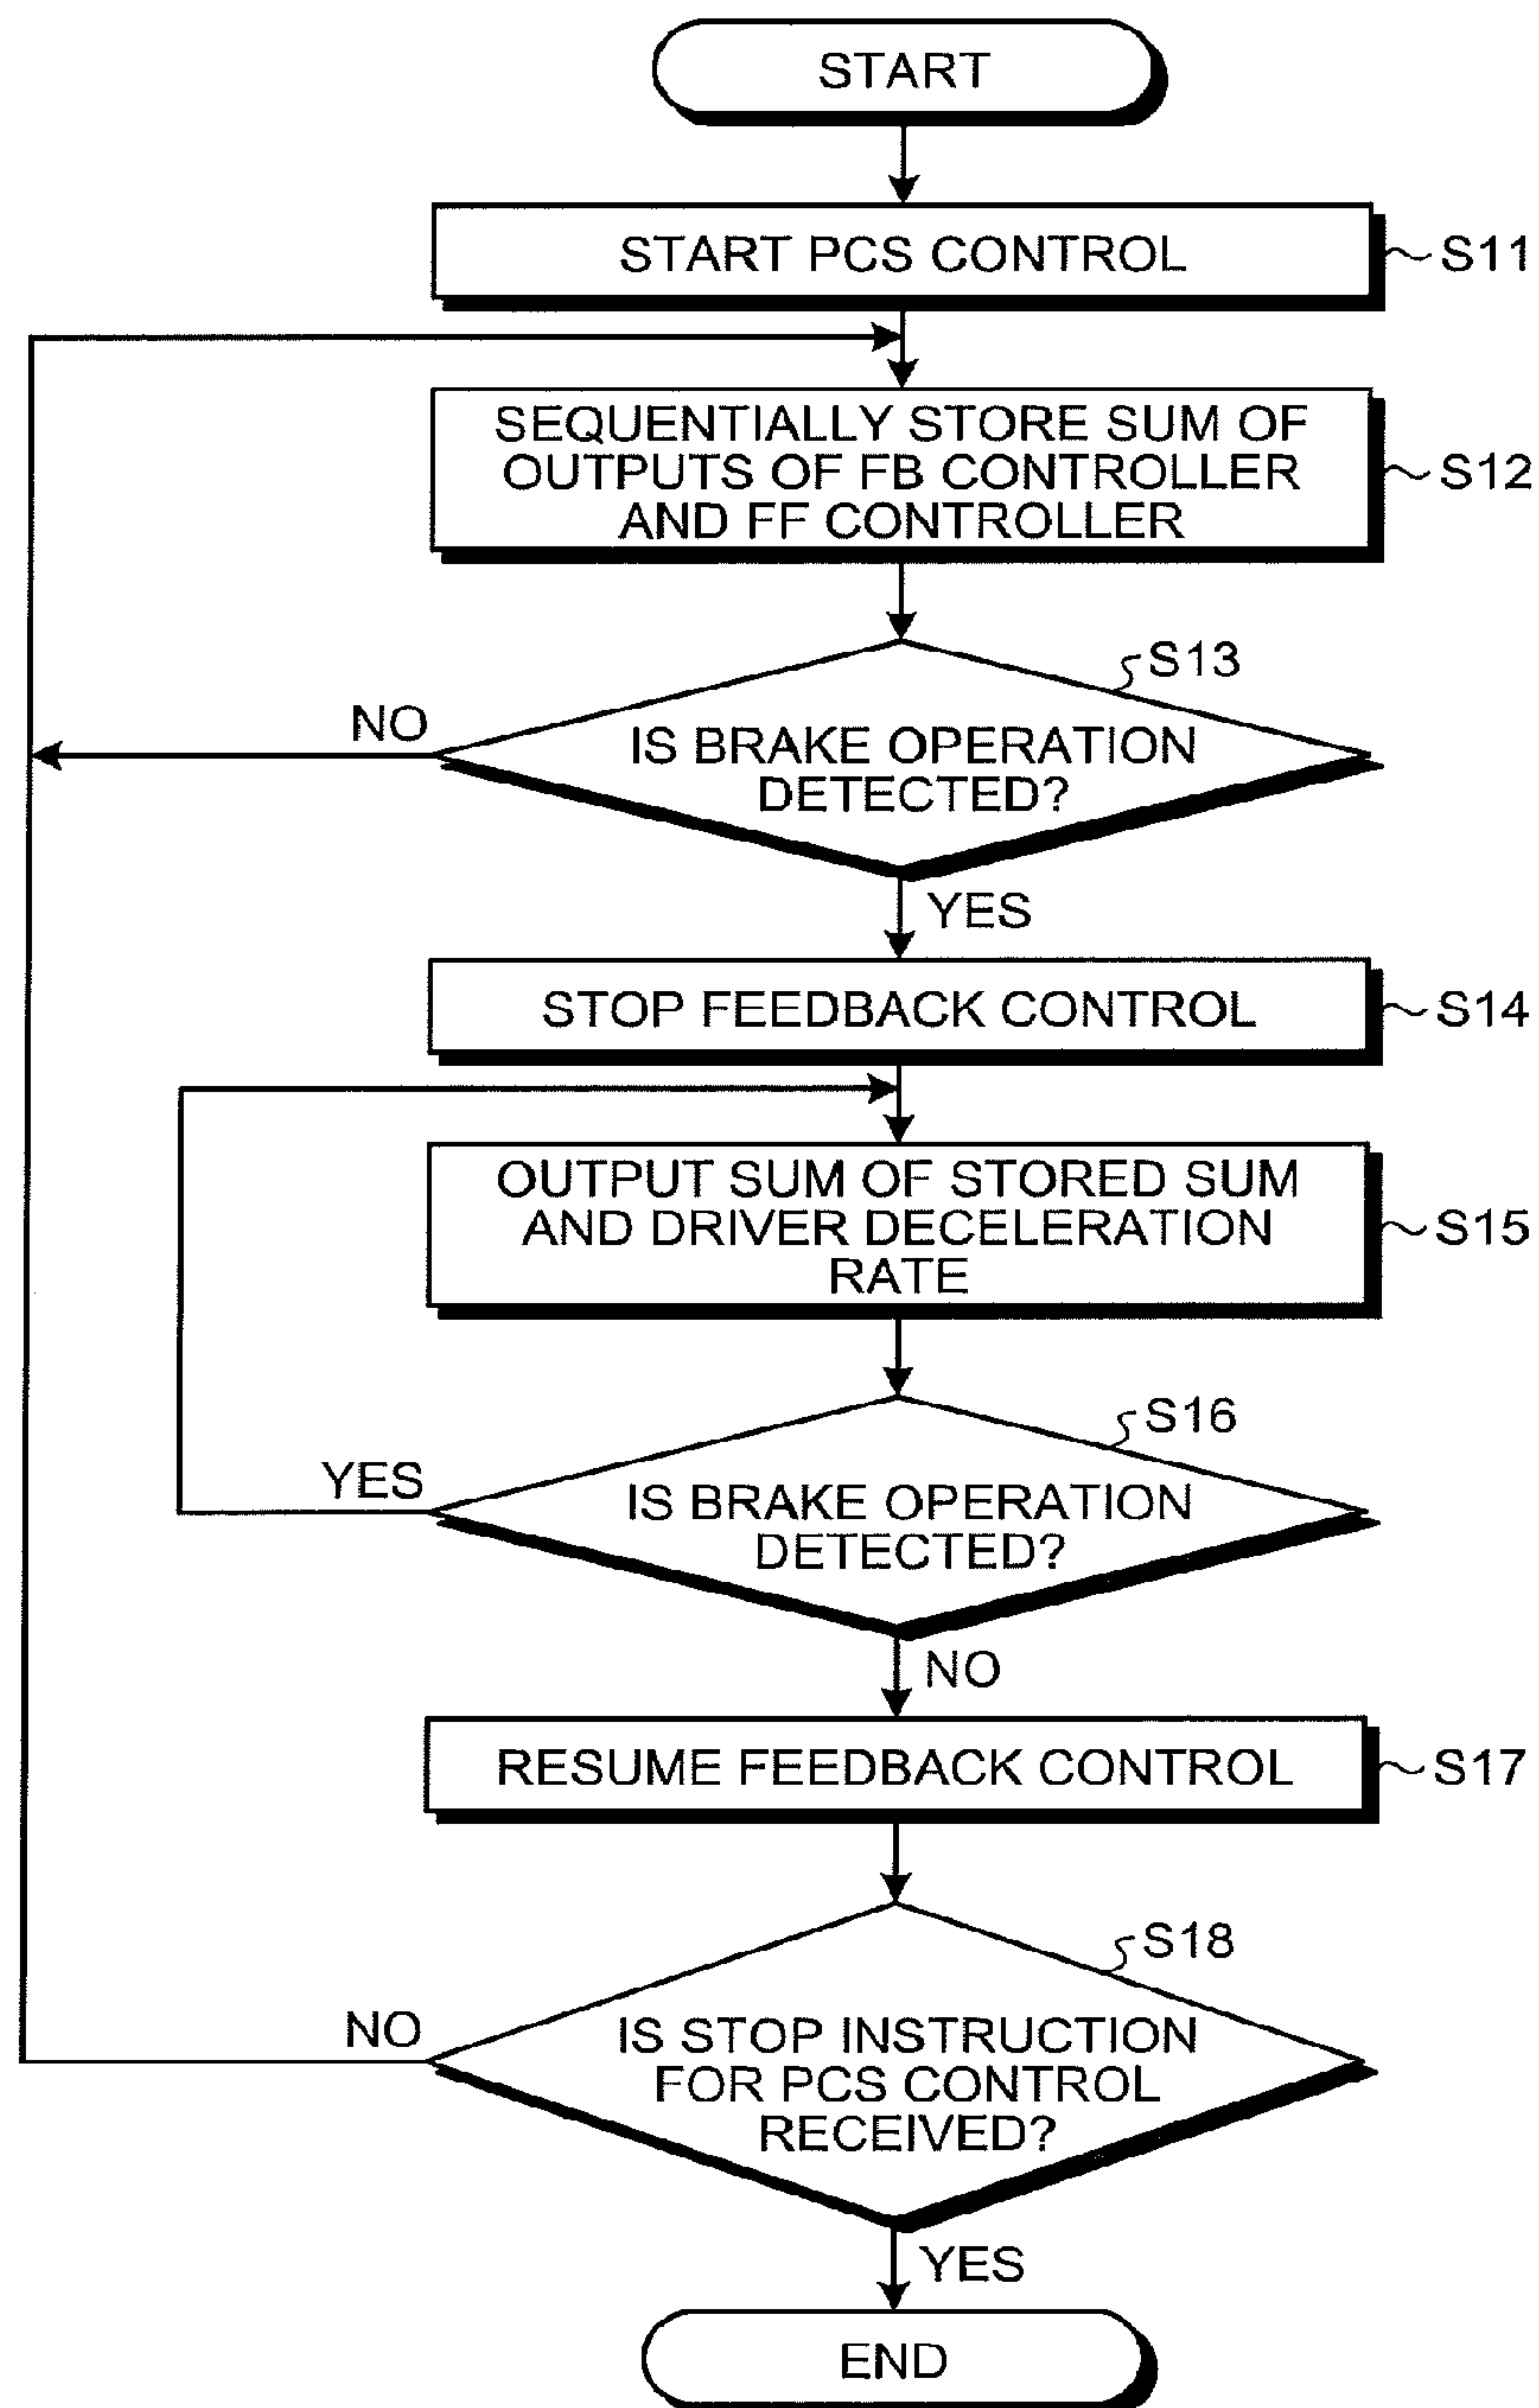 START
START PCS CONTROL
S11
SEQUENTIALLY STORE SUM OF
OUTPUTS OF FB CONTROLLER
AND FF CONTROLLER
S12
S13
NO
IS BRAKE OPERATION
DETECTED?
YES
STOP FEEDBACK CONTROL
S14
OUTPUT SUM OF STORED SUM
AND DRIVER DECELERATION
RATE
S15
S16
YES
IS BRAKE OPERATION
DETECTED?
NO
RESUME FEEDBACK CONTROL
S17
S18
NO
IS STOP INSTRUCTION
FOR PCS CONTROL
RECEIVED?
YES
END